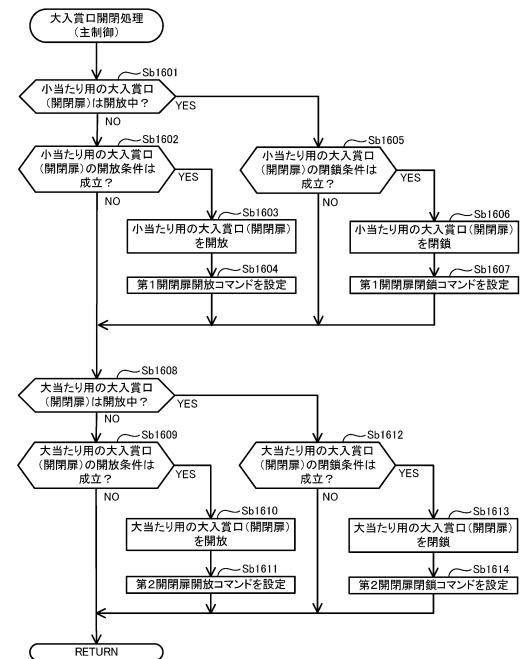 大入賞口開閉処理
(主制御)
Sb1601
小当たり用の大入賞口
(開閉扉)は開放中?
YES
NO
Sb1602
小当たり用の大入賞口
(開閉扉)の開放条件は
成立?
YES
NO
Sb1605
小当たり用の大入賞口
(開閉扉)の閉鎖条件は
成立?
YES
NO
Sb1603
小当たり用の大入賞口(開閉扉)
を開放
Sb1604
第1開閉扉開放コマンドを設定
Sb1606
小当たり用の大入賞口(開閉扉)
を閉鎖
Sb1607
第1開閉扉閉鎖コマンドを設定
Sb1608
大当たり用の大入賞口
(開閉扉)は開放中?
YES
NO
Sb1609
大当たり用の大入賞口
(開閉扉)の開放条件は
成立?
YES
NO
Sb1612
大当たり用の大入賞口
(開閉扉)の閉鎖条件は
成立?
YES
NO
Sb1610
大当たり用の大入賞口(開閉扉)
を開放
Sb1611
第2開閉扉開放コマンドを設定
Sb1613
大当たり用の大入賞口(開閉扉)
を閉鎖
Sb1614
第2開閉扉閉鎖コマンドを設定
RETURN